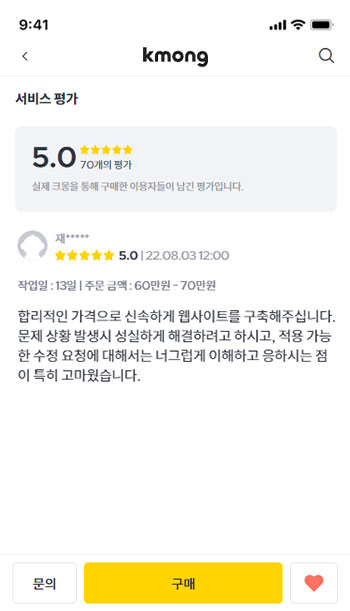 9:41
kmong
서비스 평가
5.0
70개의 평가
실제 크몽을 통해 구매한 이용자들이 남긴 평가입니다.
재*****
5.0 | 22.08.03 12:00
작업일 : 13일 | 주문 금액 : 60만원 - 70만원
합리적인 가격으로 신속하게 웹사이트를 구축해주십니다.
문제 상황 발생시 성실하게 해결하려고 하시고, 적용 가능
한 수정 요청에 대해서는 너그럽게 이해하고 응하시는 점
이 특히 고마웠습니다.
문의
구매